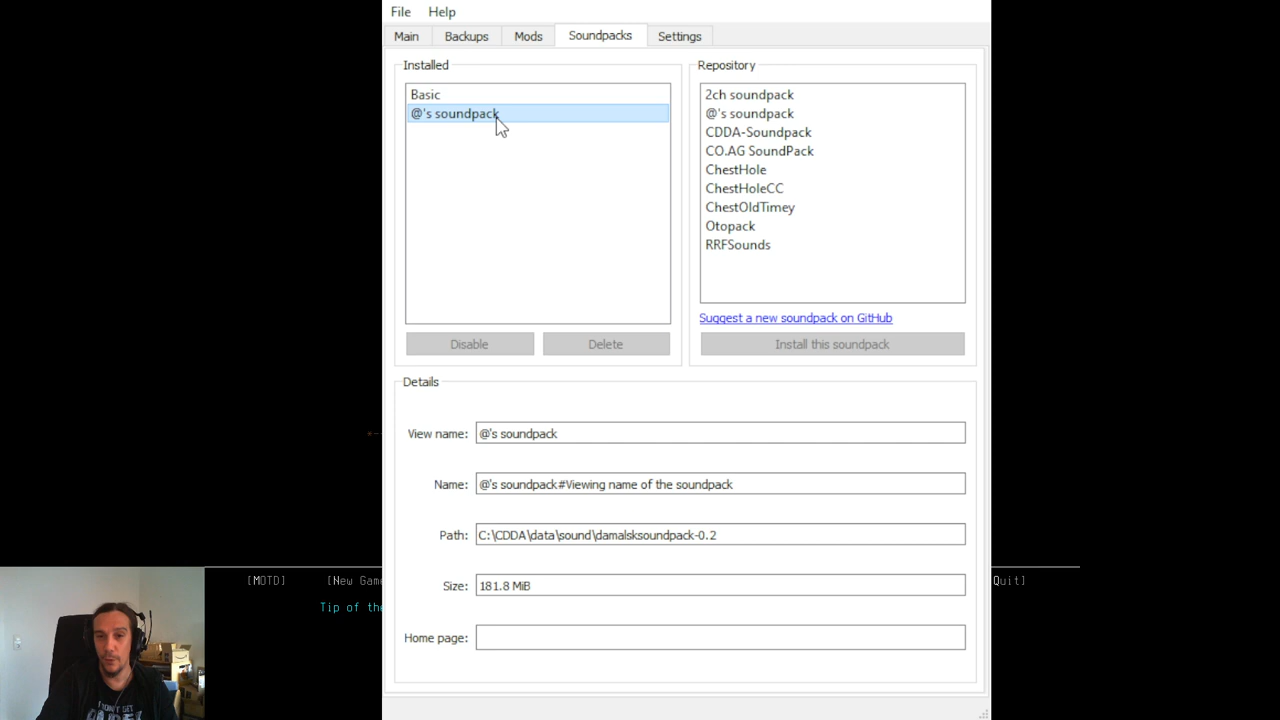 File Help
Main Backups Mods Soundpacks Settings
Installed
Basic
@'s soundpack
Disable Delete
Repository
2ch soundpack
@'s soundpack
CDDA-Soundpack
CO.AG SoundPack
ChestHole
ChestHoleCC
ChestOldTimey
Otopack
RRFSounds
Suggest a new soundpack on GitHub
Install this soundpack
Details
View name: @'s soundpack
Name: @'s soundpack#Viewing name of the soundpack
Path: C:\CDDA\data\sound\damalsksoundpack-0.2
Size: 181.8 MiB
Home page:
[MOTD] [New Game
Quit]
Tip of the
I DON'T GET